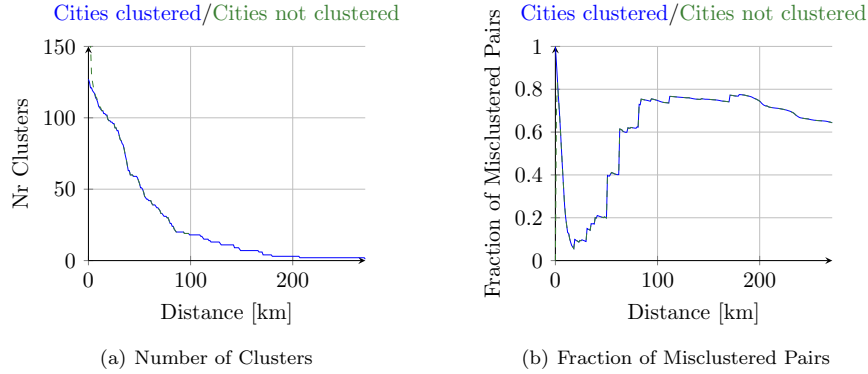 Cities clustered/Cities not clustered
150
100
50
0
Nr Clusters
0 100 200
Distance [km]
(a) Number of Clusters
Cities clustered/Cities not clustered
1
0.8
0.6
0.4
0.2
0
Fraction of Misclustered Pairs
0 100 200
Distance [km]
(b) Fraction of Misclustered Pairs